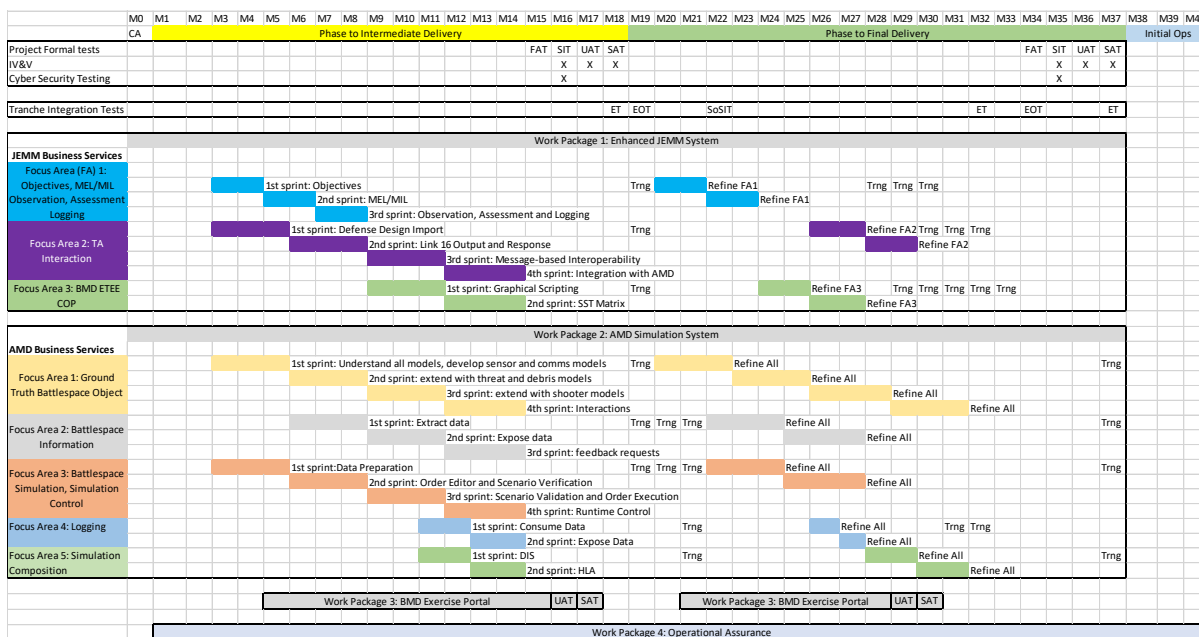 M0 M1 M2 M3 M4 M5 M6 M7 M8 M9 M10 M11 M12 M13 M14 M15 M16 M17 M18 M19 M20 M21 M22 M23 M24 M25 M26 M27 M28 M29 M30 M31 M32 M33 M34 M35 M36 M37 M38 M39 M4
CA Phase to Intermediate Delivery Phase to Final Delivery Initial Ops
Project Formal tests FAT SIT UAT SAT FAT SIT UAT SAT
IV&V X X X X X X
Cyber Security Testing X X
Tranche Integration Tests ET EOT SoSIT ET EOT ET
Work Package 1: Enhanced JEMM System
JEMM Business Services
Focus Area (FA) 1:
Objectives, MEL/MIL
Observation, Assessment
Logging
1st sprint: Objectives Trng Refine FA1 Trng Trng Trng
2nd sprint: MEL/MIL Refine FA1
3rd sprint: Observation, Assessment and Logging
Focus Area 2: TA
Interaction
1st sprint: Defense Design Import Trng Refine FA2 Trng Trng Trng
2nd sprint: Link 16 Output and Response Refine FA2
3rd sprint: Message-based Interoperability
4th sprint: Integration with AMD
Focus Area 3: BMD ETEE
COP
1st sprint: Graphical Scripting Trng Refine FA3 Trng Trng Trng Trng Trng
2nd sprint: SST Matrix Refine FA3
Work Package 2: AMD Simulation System
AMD Business Services
Focus Area 1: Ground
Truth Battlespace Object
1st sprint: Understand all models, develop sensor and comms models Trng Refine All Trng
2nd sprint: extend with threat and debris models Refine All
3rd sprint: extend with shooter models Refine All
4th sprint: Interactions Refine All
Focus Area 2: Battlespace
Information
1st sprint: Extract data Trng Trng Trng Refine All Trng
2nd sprint: Expose data Refine All
3rd sprint: feedback requests
Focus Area 3: Battlespace
Simulation, Simulation
Control
1st sprint:Data Preparation Trng Trng Trng Refine All Trng
2nd sprint: Order Editor and Scenario Verification Refine All
3rd sprint: Scenario Validation and Order Execution
4th sprint: Runtime Control
Focus Area 4: Logging
1st sprint: Consume Data Trng Refine All Trng Trng
2nd sprint: Expose Data Refine All
Focus Area 5: Simulation
Composition
1st sprint: DIS Trng Refine All Trng
2nd sprint: HLA Refine All
Work Package 3: BMD Exercise Portal UAT SAT Work Package 3: BMD Exercise Portal UAT SAT
Work Package 4: Operational Assurance